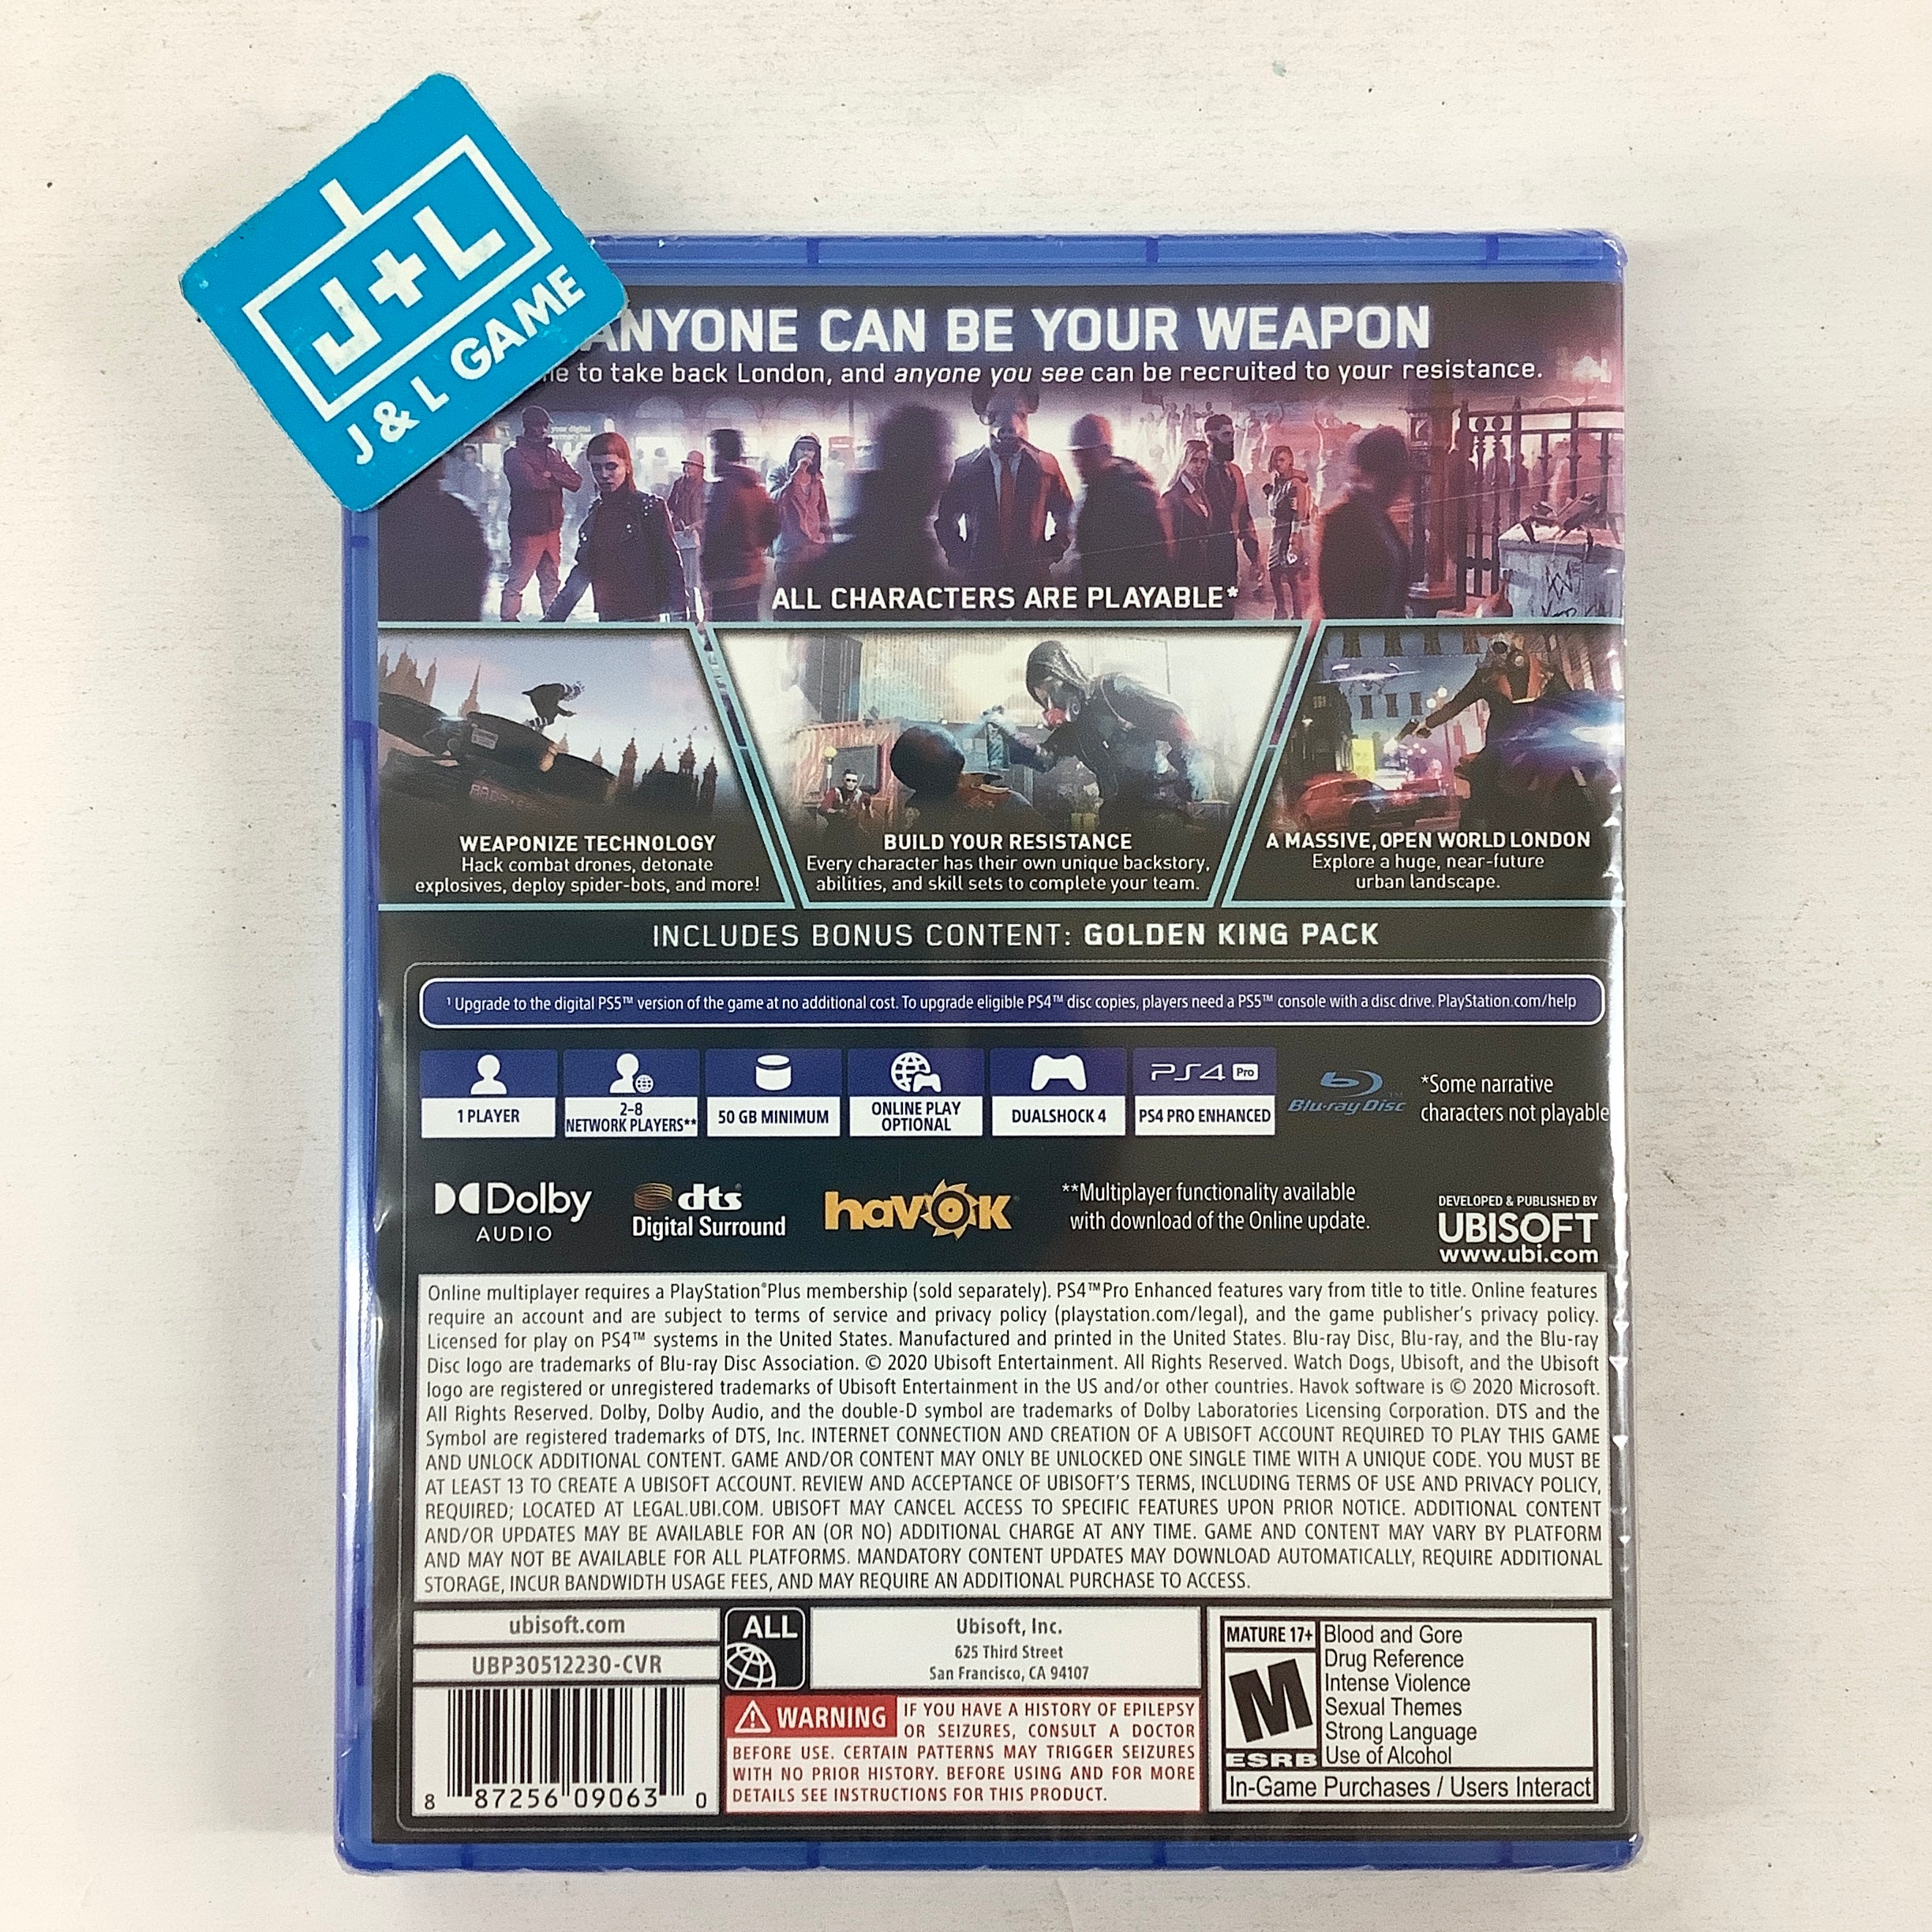 J+L
J & L GAME
ANYONE CAN BE YOUR WEAPON
to take back London, and anyone you see can be recruited to your resistance.
ALL CHARACTERS ARE PLAYABLE*
WEAPONIZE TECHNOLOGY
Hack combat drones, detonate
explosives, deploy spider-bots, and more!
BUILD YOUR RESISTANCE
Every character has their own unique backstory,
abilities, and skill sets to complete your team.
A MASSIVE, OPEN WORLD LONDON
Explore a huge, near-future
urban landscape.
INCLUDES BONUS CONTENT: GOLDEN KING PACK
¹ Upgrade to the digital PS5™ version of the game at no additional cost. To upgrade eligible PS4™ disc copies, players need a PS5™ console with a disc drive. PlayStation.com/help
1 PLAYER
2-8
NETWORK PLAYERS**
50 GB MINIMUM
ONLINE PLAY
OPTIONAL
DUALSHOCK 4
PS4 Pro
PS4 PRO ENHANCED
Blu-ray Disc™
*Some narrative
characters not playable
Dolby
AUDIO
dts
Digital Surround
havok
**Multiplayer functionality available
with download of the Online update.
DEVELOPED & PUBLISHED BY
UBISOFT
www.ubi.com
Online multiplayer requires a PlayStation®Plus membership (sold separately). PS4™Pro Enhanced features vary from title to title. Online features
require an account and are subject to terms of service and privacy policy (playstation.com/legal), and the game publisher's privacy policy.
Licensed for play on PS4™ systems in the United States. Manufactured and printed in the United States. Blu-ray Disc, Blu-ray, and the Blu-ray
Disc logo are trademarks of Blu-ray Disc Association. © 2020 Ubisoft Entertainment. All Rights Reserved. Watch Dogs, Ubisoft, and the Ubisoft
logo are registered or unregistered trademarks of Ubisoft Entertainment in the US and/or other countries. Havok software is © 2020 Microsoft.
All Rights Reserved. Dolby, Dolby Audio, and the double-D symbol are trademarks of Dolby Laboratories Licensing Corporation. DTS and the
Symbol are registered trademarks of DTS, Inc. INTERNET CONNECTION AND CREATION OF A UBISOFT ACCOUNT REQUIRED TO PLAY THIS GAME
AND UNLOCK ADDITIONAL CONTENT. GAME AND/OR CONTENT MAY ONLY BE UNLOCKED ONE SINGLE TIME WITH A UNIQUE CODE. YOU MUST BE
AT LEAST 13 TO CREATE A UBISOFT ACCOUNT. REVIEW AND ACCEPTANCE OF UBISOFT'S TERMS, INCLUDING TERMS OF USE AND PRIVACY POLICY,
REQUIRED; LOCATED AT LEGAL.UBI.COM. UBISOFT MAY CANCEL ACCESS TO SPECIFIC FEATURES UPON PRIOR NOTICE. ADDITIONAL CONTENT
AND/OR UPDATES MAY BE AVAILABLE FOR AN (OR NO) ADDITIONAL CHARGE AT ANY TIME. GAME AND CONTENT MAY VARY BY PLATFORM
AND MAY NOT BE AVAILABLE FOR ALL PLATFORMS. MANDATORY CONTENT UPDATES MAY DOWNLOAD AUTOMATICALLY, REQUIRE ADDITIONAL
STORAGE, INCUR BANDWIDTH USAGE FEES, AND MAY REQUIRE AN ADDITIONAL PURCHASE TO ACCESS.
ubisoft.com
UBP30512230-CVR
8 87256 09063 0
ALL
Ubisoft, Inc.
625 Third Street
San Francisco, CA 94107
WARNING IF YOU HAVE A HISTORY OF EPILEPSY
OR SEIZURES, CONSULT A DOCTOR
BEFORE USE. CERTAIN PATTERNS MAY TRIGGER SEIZURES
WITH NO PRIOR HISTORY. BEFORE USING AND FOR MORE
DETAILS SEE INSTRUCTIONS FOR THIS PRODUCT.
MATURE 17+
M
ESRB
Blood and Gore
Drug Reference
Intense Violence
Sexual Themes
Strong Language
Use of Alcohol
In-Game Purchases / Users Interact